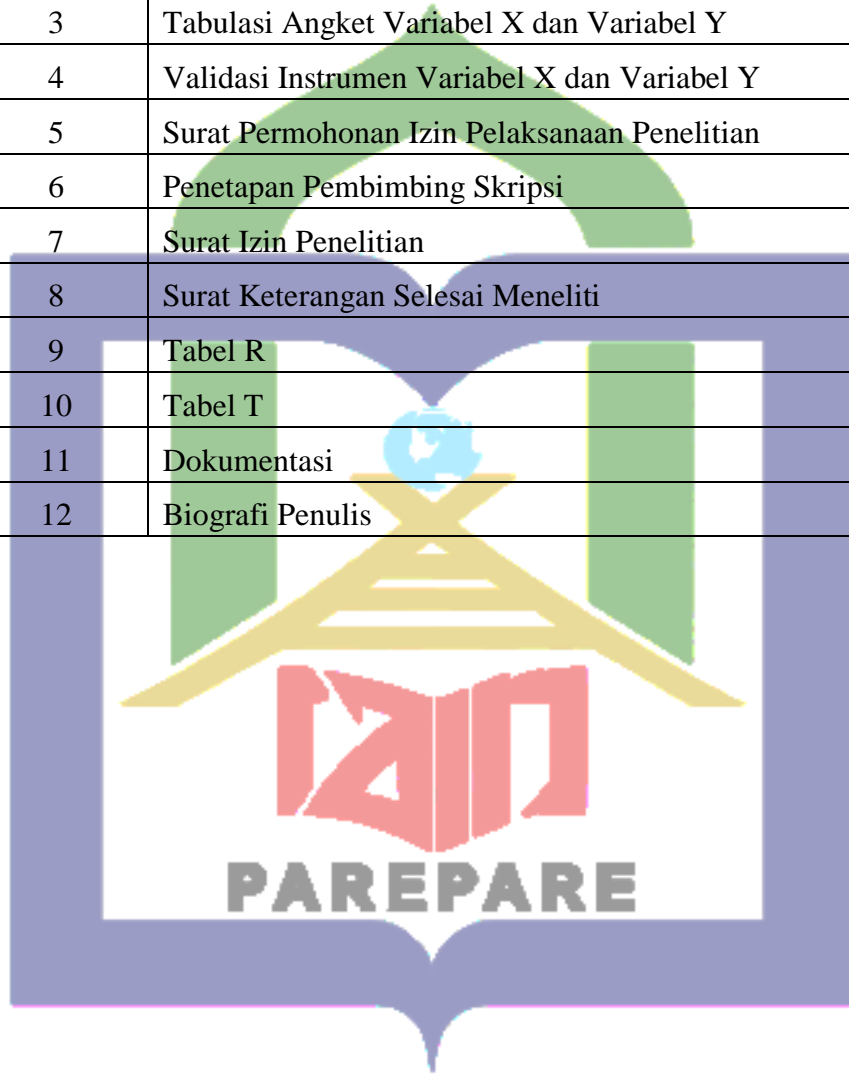 3 Tabulasi Angket Variabel X dan Variabel Y
4 Validasi Instrumen Variabel X dan Variabel Y
5 Surat Permohonan Izin Pelaksanaan Penelitian
6 Penetapan Pembimbing Skripsi
7 Surat Izin Penelitian
8 Surat Keterangan Selesai Meneliti
9 Tabel R
10 Tabel T
11 Dokumentasi
12 Biografi Penulis
iain
PAREPARE